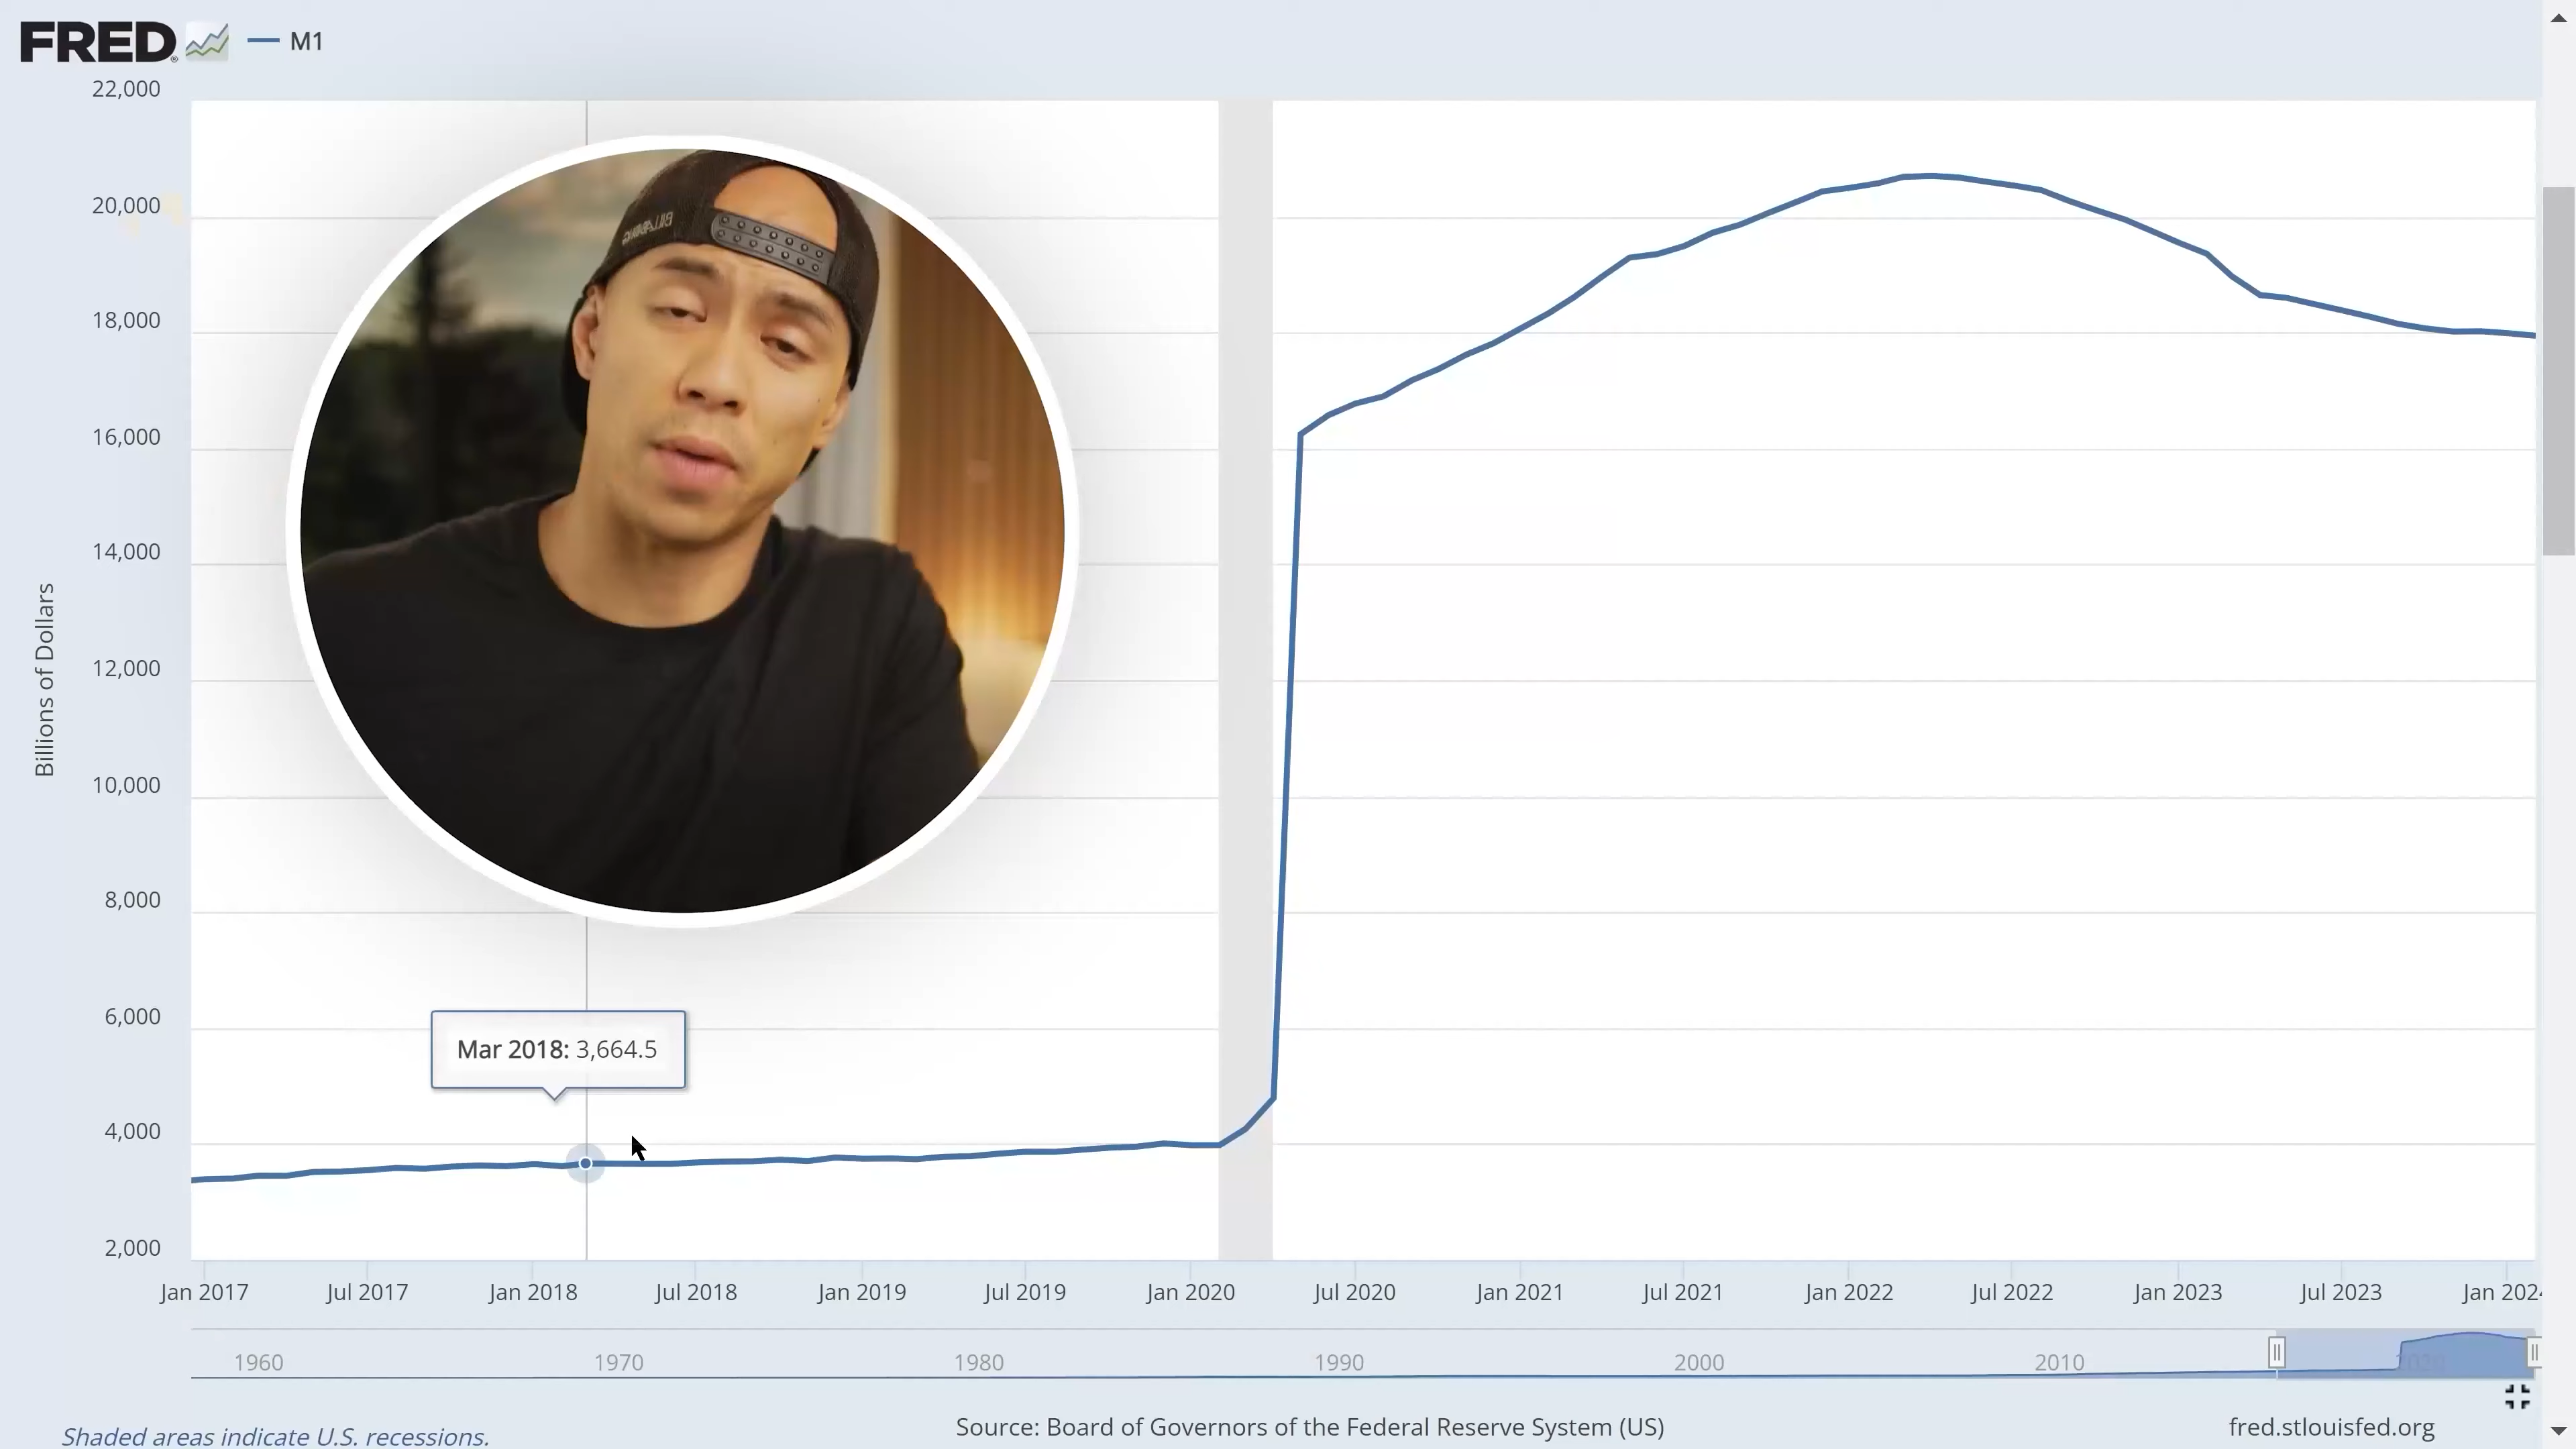 FRED
M1
22,000
20,000
18,000
16,000
14,000
12,000
10,000
8,000
6,000
4,000
2,000
Billions of Dollars
Mar 2018: 3,664.5
Jan 2017 Jul 2017 Jan 2018 Jul 2018 Jan 2019 Jul 2019 Jan 2020 Jul 2020 Jan 2021 Jul 2021 Jan 2022 Jul 2022 Jan 2023 Jul 2023 Jan 202
1960 1970 1980 1990 2000 2010 2020
Shaded areas indicate U.S. recessions.
Source: Board of Governors of the Federal Reserve System (US)
fred.stlouisfed.org